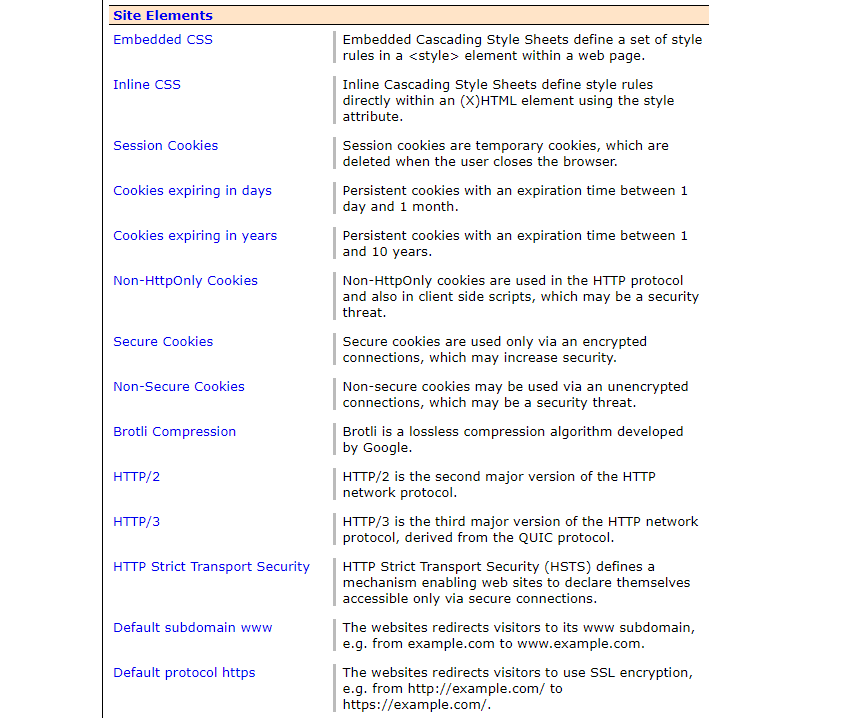 Site Elements
Embedded CSS
Embedded Cascading Style Sheets define a set of style
rules in a <style> element within a web page.
Inline CSS
Inline Cascading Style Sheets define style rules
directly within an (X)HTML element using the style
attribute.
Session Cookies
Session cookies are temporary cookies, which are
deleted when the user closes the browser.
Cookies expiring in days
Persistent cookies with an expiration time between 1
day and 1 month.
Cookies expiring in years
Persistent cookies with an expiration time between 1
and 10 years.
Non-HttpOnly Cookies
Non-HttpOnly cookies are used in the HTTP protocol
and also in client side scripts, which may be a security
threat.
Secure Cookies
Secure cookies are used only via an encrypted
connections, which may increase security.
Non-Secure Cookies
Non-secure cookies may be used via an unencrypted
connections, which may be a security threat.
Brotli Compression
Brotli is a lossless compression algorithm developed
by Google.
HTTP/2
HTTP/2 is the second major version of the HTTP
network protocol.
HTTP/3
HTTP/3 is the third major version of the HTTP network
protocol, derived from the QUIC protocol.
HTTP Strict Transport Security
HTTP Strict Transport Security (HSTS) defines a
mechanism enabling web sites to declare themselves
accessible only via secure connections.
Default subdomain www
The websites redirects visitors to its www subdomain,
e.g. from example.com to www.example.com.
Default protocol https
The websites redirects visitors to use SSL encryption,
e.g. from http://example.com/ to
https://example.com/.